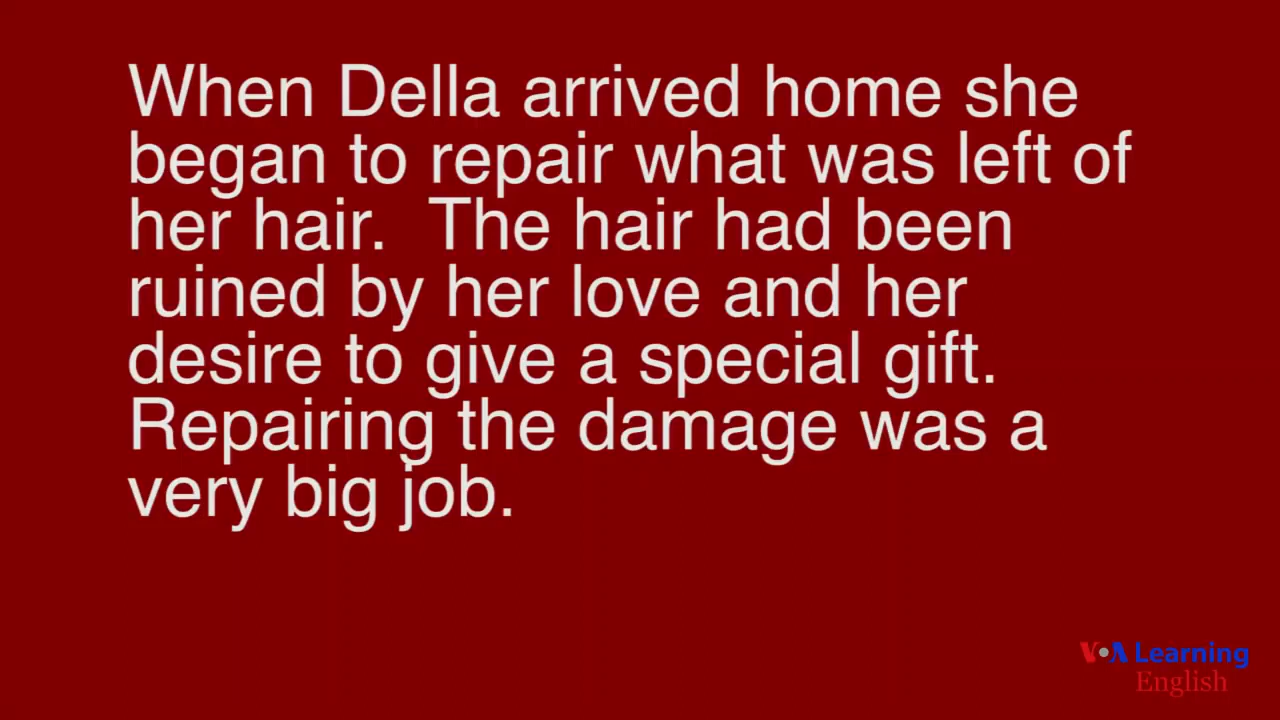 When Della arrived home she
began to repair what was left of
her hair.  The hair had been
ruined by her love and her
desire to give a special gift.
Repairing the damage was a
very big job.
VOA Learning
English